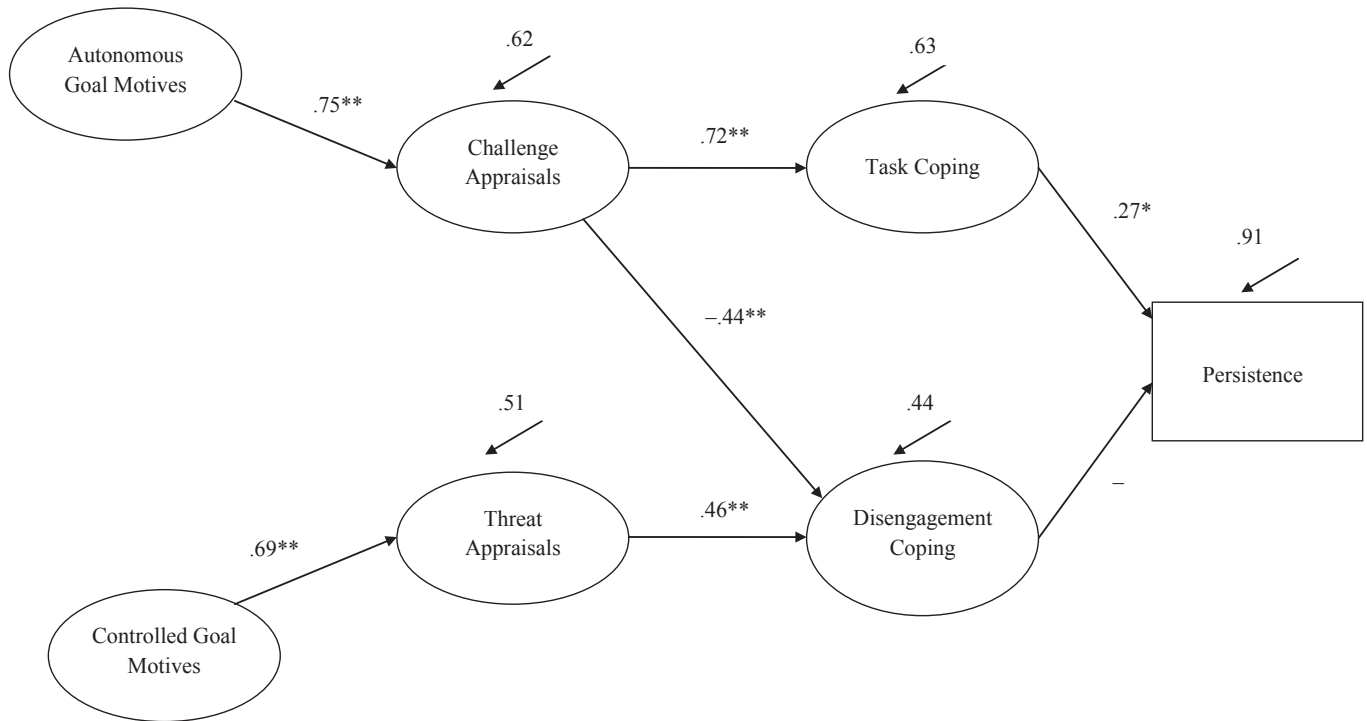 .62
.63
Autonomous
Goal Motives
.75**
Challenge
Appraisals
.72**
Task Coping
.27*
.91
–.44**
Persistence
.51
.44
Threat
Appraisals
.46**
Disengagement
Coping
–
.69**
Controlled Goal
Motives